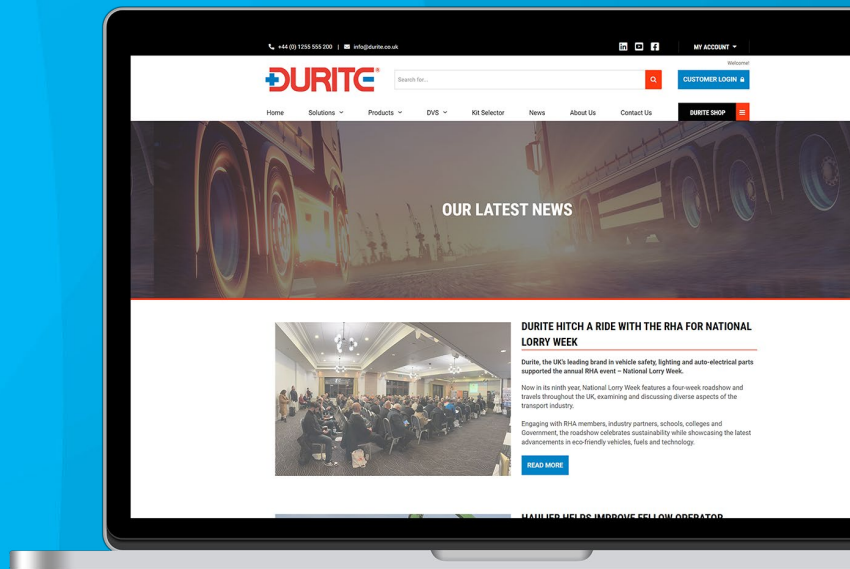 +44 (0) 1255 555 200 | info@durite.co.uk
MY ACCOUNT
Welcome!
DURITE®
Search for...
CUSTOMER LOGIN
Home Solutions Products DVS Kit Selector News About Us Contact Us
DURITE SHOP
OUR LATEST NEWS
DURITE HITCH A RIDE WITH THE RHA FOR NATIONAL
LORRY WEEK
Durite, the UK's leading brand in vehicle safety, lighting and auto-electrical parts
supported the annual RHA event – National Lorry Week.
Now in its ninth year, National Lorry Week features a four-week roadshow and
travels throughout the UK, examining and discussing diverse aspects of the
transport industry.
Engaging with RHA members, industry partners, schools, colleges and
Government, the roadshow celebrates sustainability while showcasing the latest
advancements in eco-friendly vehicles, fuels and technology.
READ MORE
HAULIER HELPS IMPROVE FELLOW OPERATOR